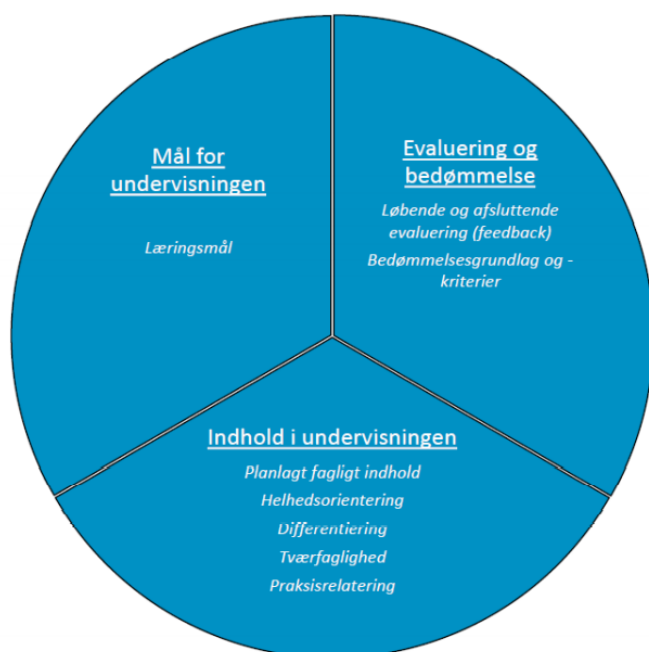 Mål for
undervisningen
Læringsmål
Evaluering og
bedømmelse
Løbende og afsluttende
evaluering (feedback)
Bedømmelsesgrundlag og -
kriterier
Indhold i undervisningen
Planlagt fagligt indhold
Helhedsorientering
Differentiering
Tværfaglighed
Praksisrelatering